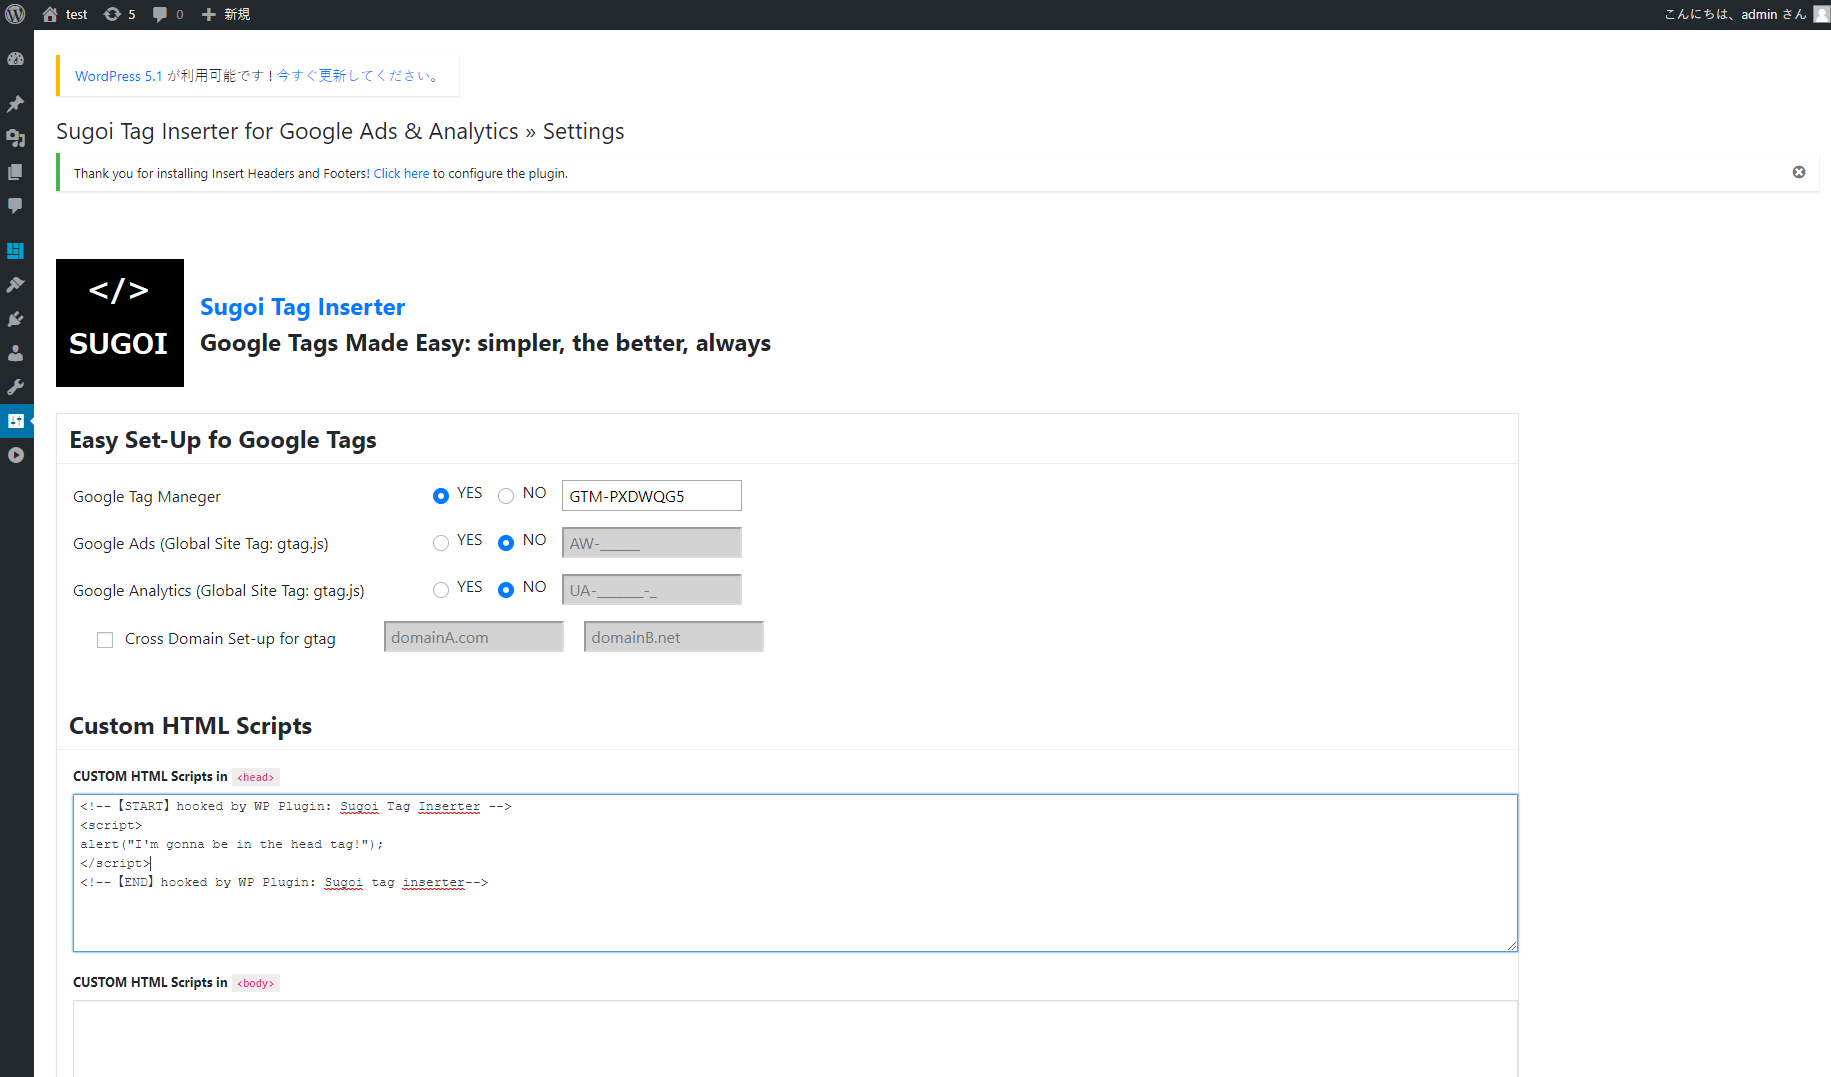 test 5 0 新規 こんにちは、admin さん
WordPress 5.1 が利用可能です ! 今すぐ更新してください。
Sugoi Tag Inserter for Google Ads & Analytics » Settings
Thank you for installing Insert Headers and Footers! Click here to configure the plugin.
</>
SUGOI
Sugoi Tag Inserter
Google Tags Made Easy: simpler, the better, always
Easy Set-Up fo Google Tags
Google Tag Maneger YES NO GTM-PXDWQG5
Google Ads (Global Site Tag: gtag.js) YES NO AW-_____
Google Analytics (Global Site Tag: gtag.js) YES NO UA-______-_
Cross Domain Set-up for gtag domainA.com domainB.net
Custom HTML Scripts
CUSTOM HTML Scripts in <head>
<!--【START】hooked by WP Plugin: Sugoi Tag Inserter -->
<script>
alert("I'm gonna be in the head tag!");
</script>
<!--【END】hooked by WP Plugin: Sugoi tag inserter-->
CUSTOM HTML Scripts in <body>